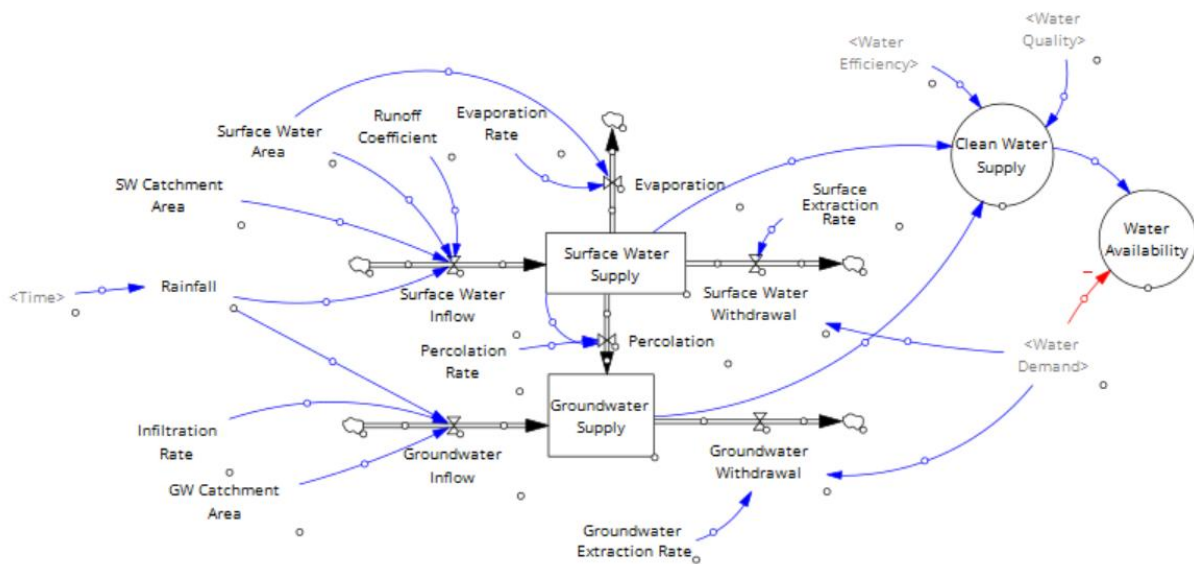 <Water
Efficiency>
<Water
Quality>
Surface Water
Area
Runoff
Coefficient
Evaporation
Rate
Clean Water
Supply
SW Catchment
Area
Evaporation
Surface
Extraction
Rate
Water
Availability
Surface Water
Supply
<Time>
Rainfall
Surface Water
Inflow
Surface Water
Withdrawal
Percolation
Rate
Percolation
<Water
Demand>
Groundwater
Supply
Infiltration
Rate
Groundwater
Inflow
Groundwater
Withdrawal
GW Catchment
Area
Groundwater
Extraction Rate